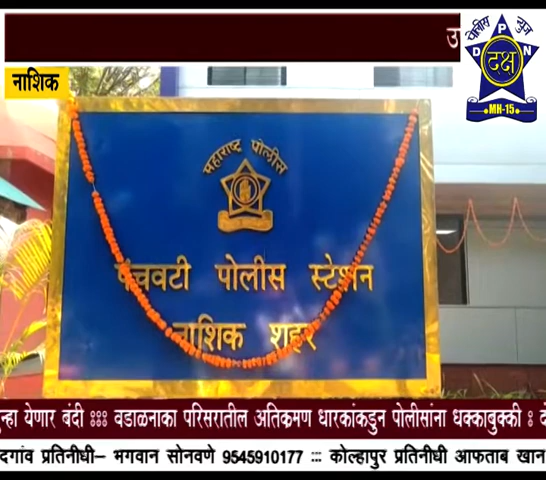 उ
पोलीस न्युज
D P N
दक्ष
MH-15
नाशिक
महाराष्ट्र पोलीस
पंचवटी पोलीस स्टेशन
नाशिक शहर
न्हा येणार बंदी ፧፧፧ वडाळनाका परिसरातील अतिक्रमण धारकांकडुन पोलीसांना धक्काबुक्की ፧
दगांव प्रतिनीधी– भगवान सोनवणे 9545910177 ::: कोल्हापुर प्रतिनीधी आफताब खान